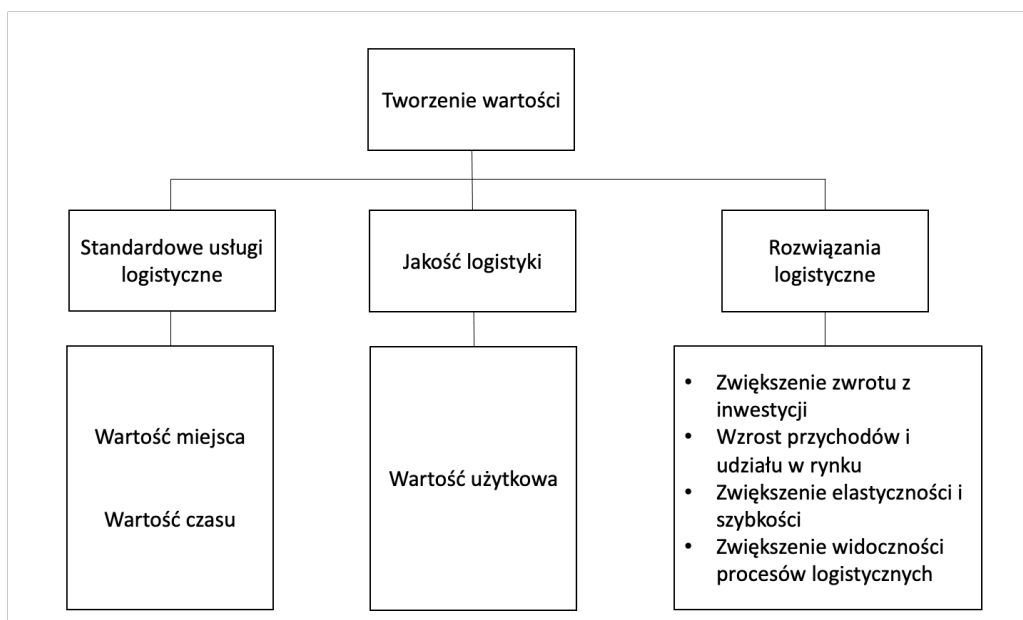 Tworzenie wartości
Standardowe usługi
logistyczne
Jakość logistyki
Rozwiązania
logistyczne
Wartość miejsca
Wartość czasu
Wartość użytkowa
• Zwiększenie zwrotu z
inwestycji
• Wzrost przychodów i
udziału w rynku
• Zwiększenie elastyczności i
szybkości
• Zwiększenie widoczności
procesów logistycznych